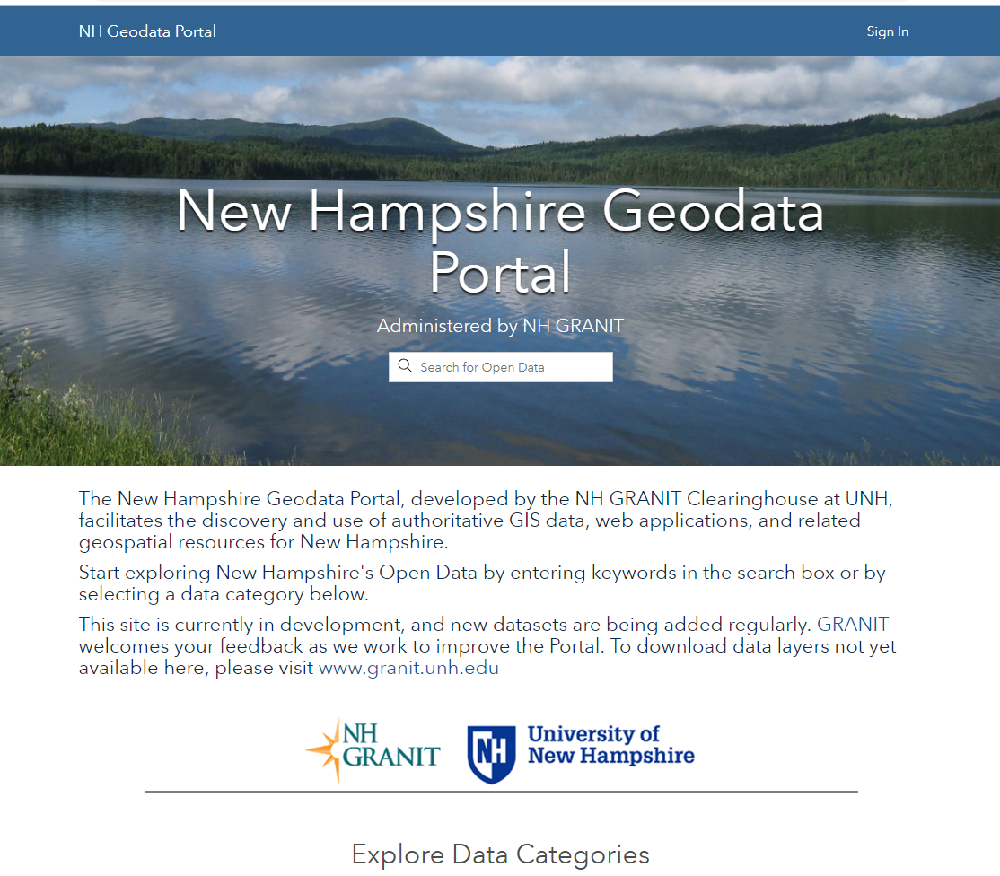 NH Geodata Portal
Sign In
New Hampshire Geodata
Portal
Administered by NH GRANIT
Search for Open Data
The New Hampshire Geodata Portal, developed by the NH GRANIT Clearinghouse at UNH,
facilitates the discovery and use of authoritative GIS data, web applications, and related
geospatial resources for New Hampshire.
Start exploring New Hampshire's Open Data by entering keywords in the search box or by
selecting a data category below.
This site is currently in development, and new datasets are being added regularly. GRANIT
welcomes your feedback as we work to improve the Portal. To download data layers not yet
available here, please visit www.granit.unh.edu
NH
GRANIT
NH
University of
New Hampshire
Explore Data Categories